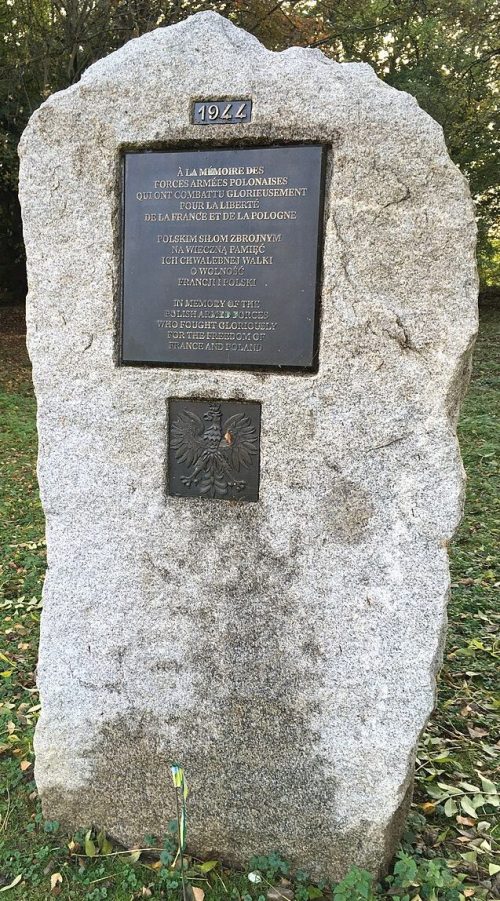 1944
À LA MÉMOIRE DES
FORCES ARMÉES POLONAISES
QUI ONT COMBATTU GLORIEUSEMENT
POUR LA LIBERTÉ
DE LA FRANCE ET DE LA POLOGNE
POLSKIM SIŁOM ZBROJNYM
NA WIECZNĄ PAMIĘĆ
ICH CHWALEBNEJ WALKI
O WOLNOŚĆ
FRANCJI I POLSKI
IN MEMORY OF THE
POLISH ARMED FORCES
WHO FOUGHT GLORIOUSLY
FOR THE FREEDOM OF
FRANCE AND POLAND